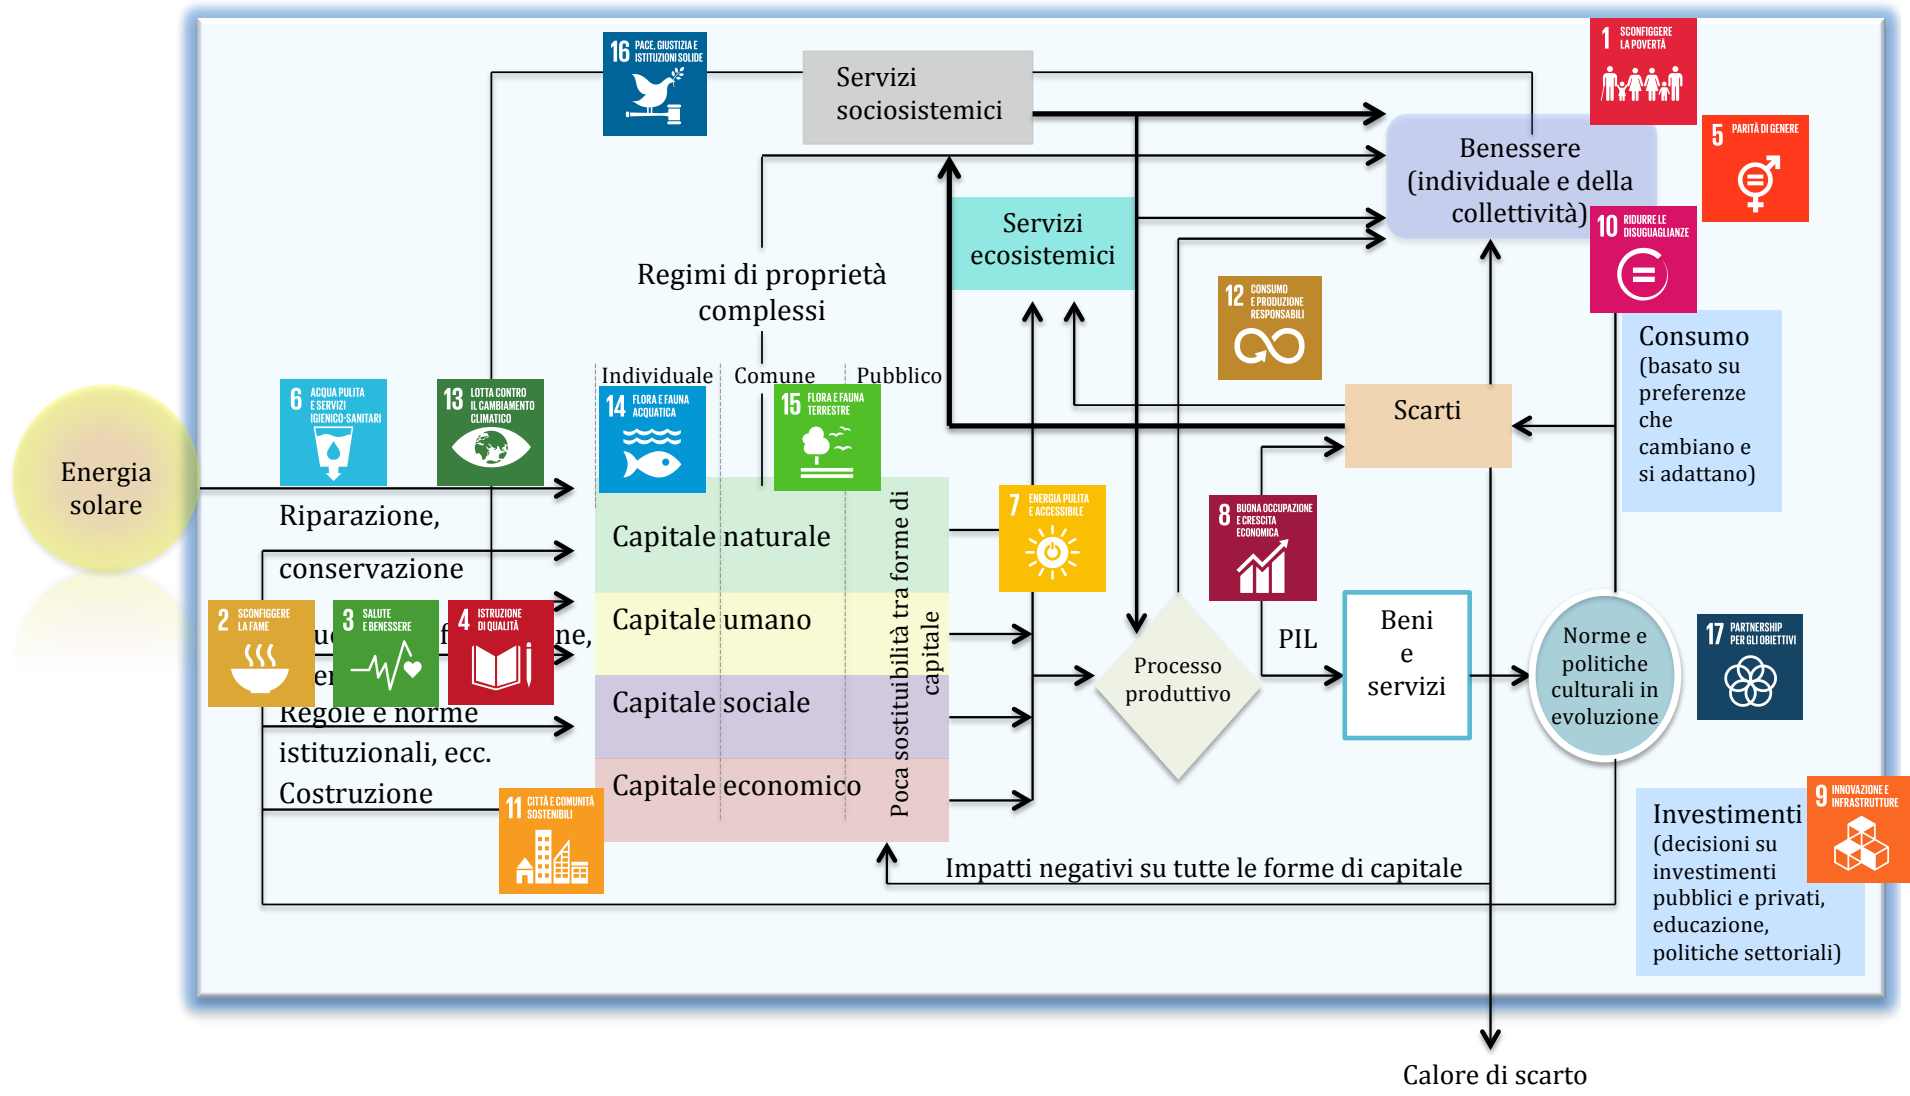 16 PACE, GIUSTIZIA E
ISTITUZIONI SOLIDE
Servizi
sociosistemici
1 SCONFIGGERE
LA POVERTÀ
Benessere
(individuale e della
collettività)
5 PARITÀ DI GENERE
10 RIDURRE LE
DISUGUAGLIANZE
Servizi
ecosistemici
Regimi di proprietà
complessi
12 CONSUMO
E PRODUZIONE
RESPONSABILI
Consumo
(basato su
preferenze
che
cambiano e
si adattano)
Individuale
Comune
Pubblico
6 ACQUA PULITA
E SERVIZI
IGIENICO-SANITARI
13 LOTTA CONTRO
IL CAMBIAMENTO
CLIMATICO
14 FLORA E FAUNA
ACQUATICA
15 FLORA E FAUNA
TERRESTRE
Scarti
Energia
solare
Riparazione,
conservazione
Capitale naturale
Capitale umano
Capitale sociale
Capitale economico
Poca sostituibilità tra forme di
capitale
7 ENERGIA PULITA
E ACCESSIBILE
8 BUONA OCCUPAZIONE
E CRESCITA
ECONOMICA
2 SCONFIGGERE
LA FAME
3 SALUTE
E BENESSERE
4 ISTRUZIONE
DI QUALITÀ
ne,
Regole e norme
istituzionali, ecc.
Costruzione
11 CITTÀ E COMUNITÀ
SOSTENIBILI
Processo
produttivo
PIL
Beni
e
servizi
Norme e
politiche
culturali in
evoluzione
17 PARTNERSHIP
PER GLI OBIETTIVI
Investimenti
(decisioni su
investimenti
pubblici e privati,
educazione,
politiche settoriali)
9 INNOVAZIONE E
INFRASTRUTTURE
Impatti negativi su tutte le forme di capitale
Calore di scarto